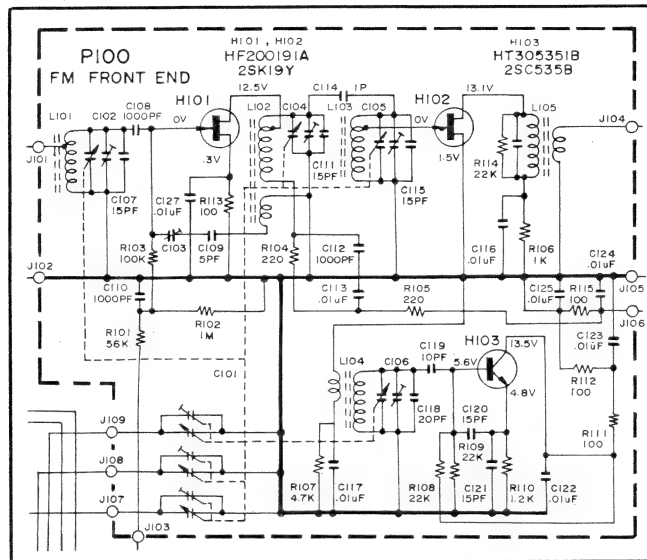 P100
FM FRONT END
H101, H102
HF200191A
2SK19Y
H103
HT305351B
2SC535B
12.5V
C114 1P
13.1V
C108
1000PF
H101
L102 C104
L103 C105
H102
L105
L101 C102
0V
0V
J104
J101
.3V
C111
15PF
1.5V
R114
22K
C107
15PF
C127
.01uF
R113
100
C115
15PF
R103
100K
C103
C109
5PF
R104
220
C112
1000PF
C116
.01uF
R106
1K
C124
.01uF
J102
J105
C110
1000PF
C113
.01uF
R105
220
C125
.01uF
R115
100
J106
R101
56K
R102
1M
C119
10PF
H103
13.5V
C123
.01uF
C101
L104 C106
5.6V
R112
100
4.8V
J109
C118
20PF
C120
15PF
R109
22K
R111
100
J108
J107
R107
4.7K
C117
.01uF
R108
22K
C121
15PF
R110
1.2K
C122
.01uF
J103